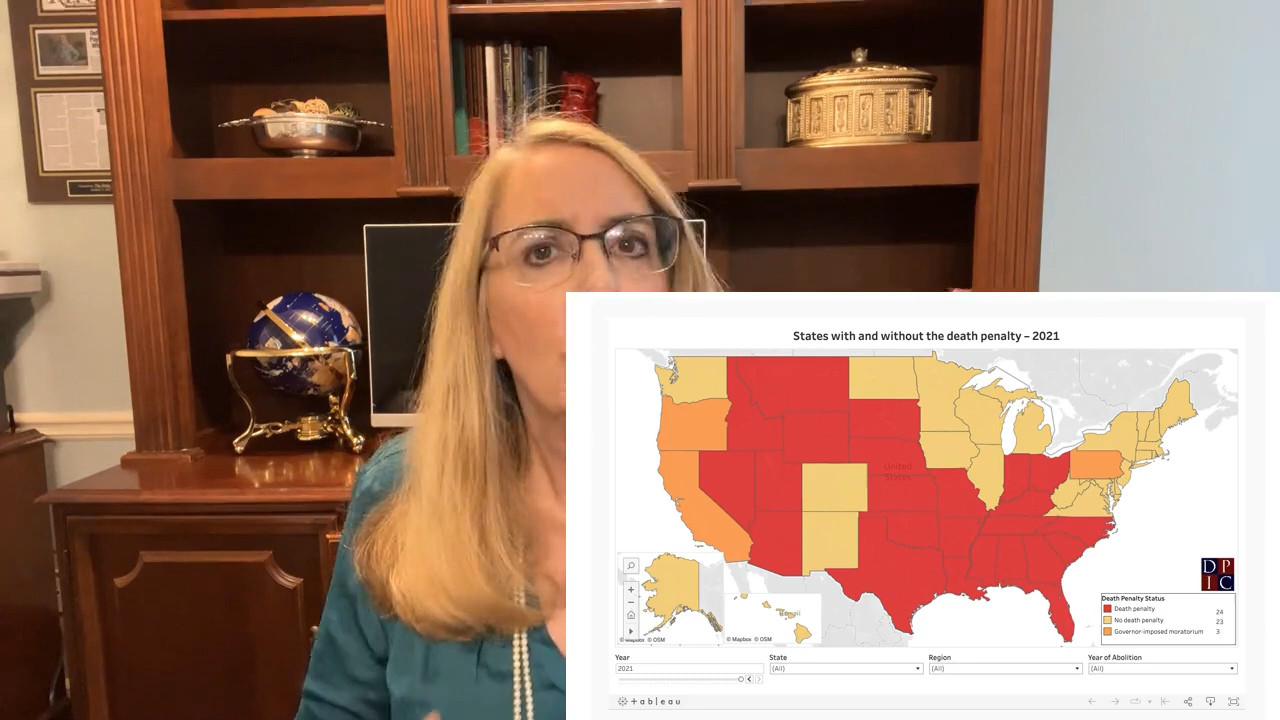 States with and without the death penalty – 2021
United
States
Hawaii
D P
I C
Death Penalty Status
Death penalty 24
No death penalty 23
Governor-imposed moratorium 3
© Mapbox © OSM
© Mapbox © OSM
Year
2021
State
(All)
Region
(All)
Year of Abolition
(All)
+ a b | e a u